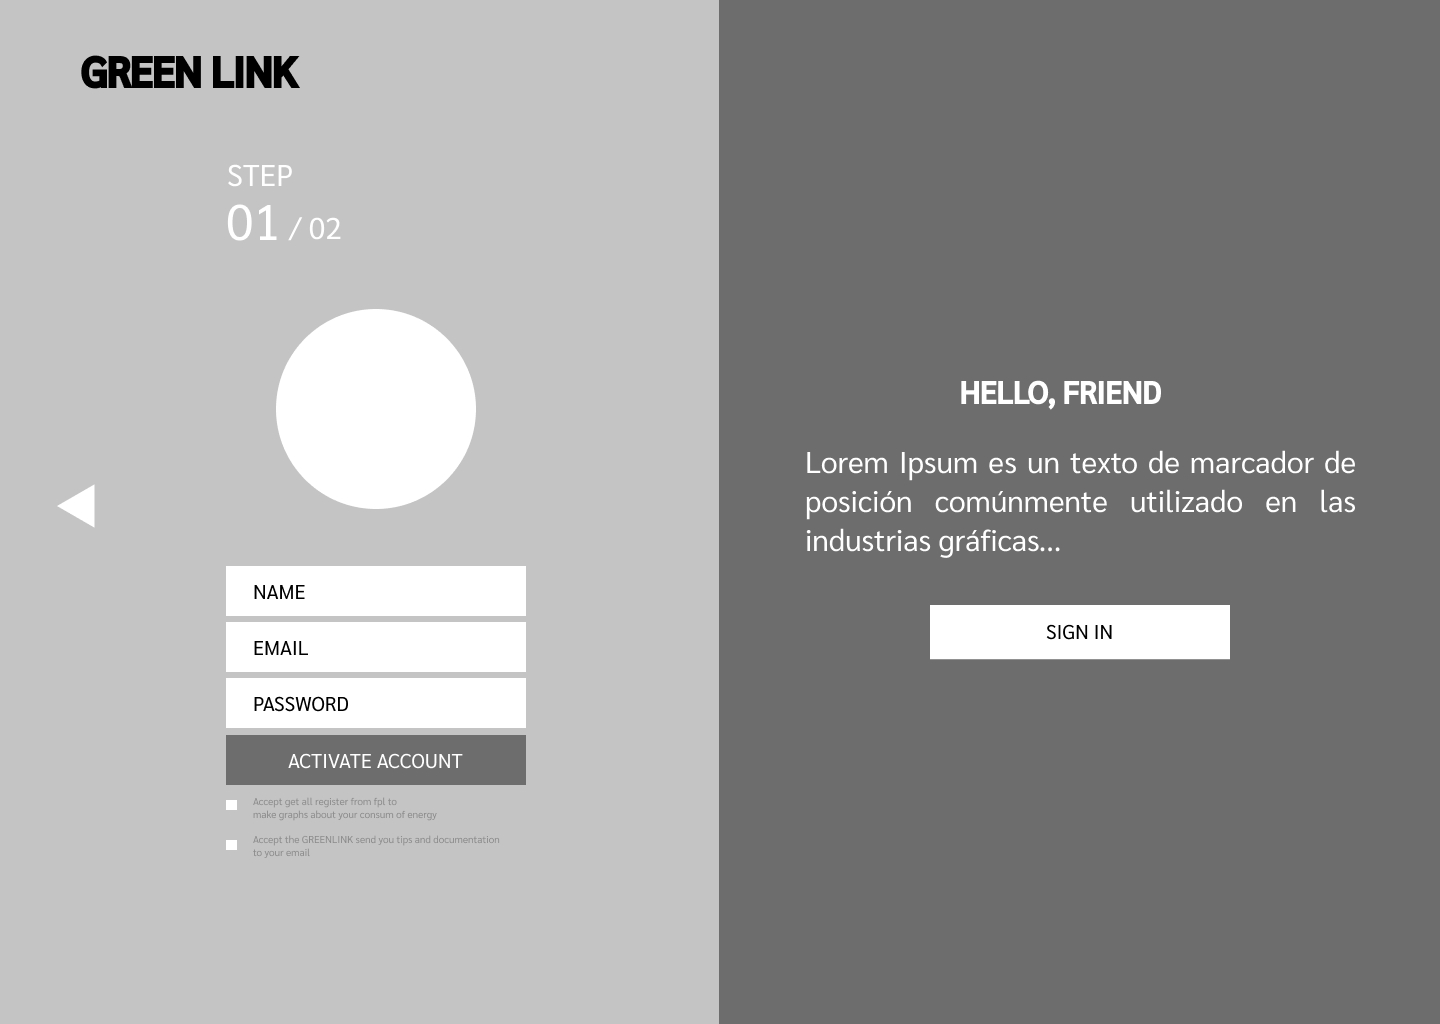 GREEN LINK
STEP
01 / 02
NAME
EMAIL
PASSWORD
ACTIVATE ACCOUNT
Accept get all register from fpl to
make graphs about your consum of energy
Accept the GREENLINK send you tips and documentation
to your email
HELLO, FRIEND
Lorem Ipsum es un texto de marcador de
posición comúnmente utilizado en las
industrias gráficas...
SIGN IN